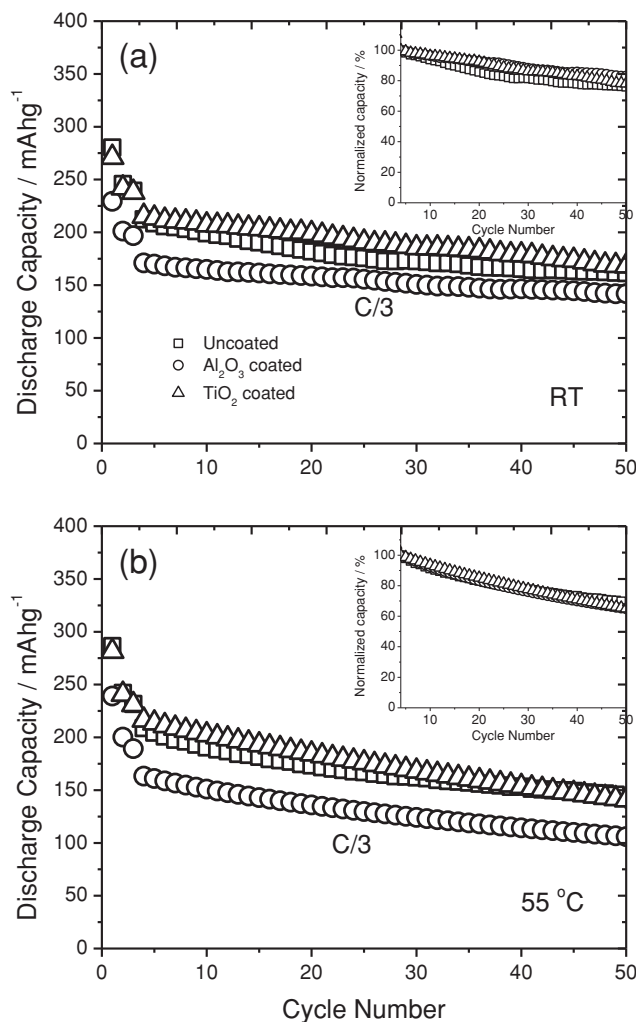 400
350
300
250
200
150
100
50
0
Discharge Capacity / mAhg⁻¹
(a)
100
80
60
40
20
0
Normalized capacity / %
10 20 30 40 50
Cycle Number
C/3
Uncoated
Al₂O₃ coated
TiO₂ coated
RT
0 10 20 30 40 50
400
350
300
250
200
150
100
50
0
Discharge Capacity / mAhg⁻¹
(b)
100
80
60
40
20
0
Normalized capacity / %
10 20 30 40 50
Cycle Number
C/3
55 °C
0 10 20 30 40 50
Cycle Number